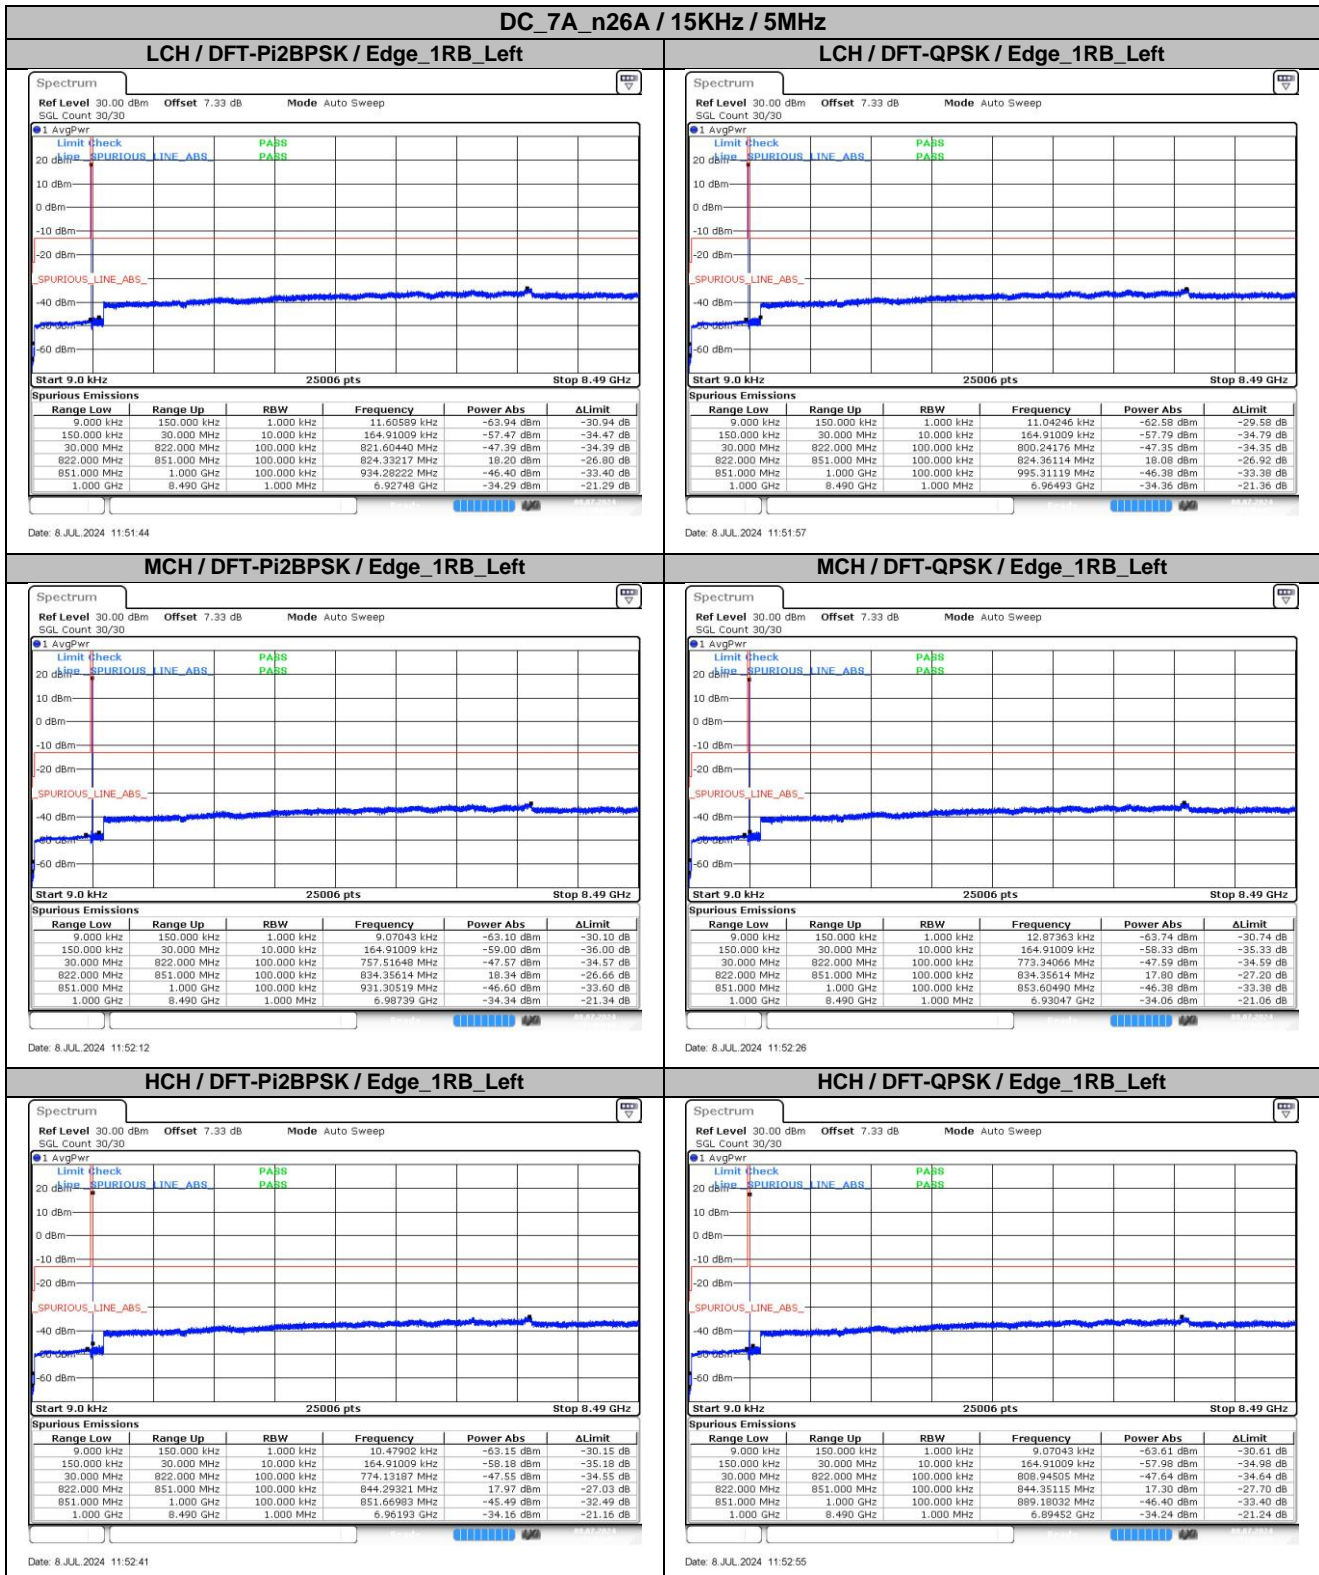 DC_7A_n26A / 15KHz / 5MHz
LCH / DFT-Pi2BPSK / Edge_1RB_Left
Spectrum
Ref Level 30.00 dBm Offset 7.33 dB Mode Auto Sweep
SGL Count 30/30
1 AvgPwr
Limit Check PASS
Line _SPURIOUS_LINE_ABS_ PASS
20 dBm
10 dBm
0 dBm
-10 dBm
-20 dBm
_SPURIOUS_LINE_ABS_
-40 dBm
-50 dBm
-60 dBm
Start 9.0 kHz 25006 pts Stop 8.49 GHz
Spurious Emissions
Range Low Range Up RBW Frequency Power Abs ΔLimit
9.000 kHz 150.000 kHz 1.000 kHz 11.60589 kHz -63.94 dBm -30.94 dB
150.000 kHz 30.000 MHz 10.000 kHz 164.91009 kHz -57.47 dBm -34.47 dB
30.000 MHz 822.000 MHz 100.000 kHz 821.60440 MHz -47.39 dBm -34.39 dB
822.000 MHz 851.000 MHz 100.000 kHz 824.33217 MHz 18.20 dBm -26.80 dB
851.000 MHz 1.000 GHz 100.000 kHz 934.28222 MHz -46.40 dBm -33.40 dB
1.000 GHz 8.490 GHz 1.000 MHz 6.92748 GHz -34.29 dBm -21.29 dB
Date: 8.JUL.2024 11:51:44
LCH / DFT-QPSK / Edge_1RB_Left
Spectrum
Ref Level 30.00 dBm Offset 7.33 dB Mode Auto Sweep
SGL Count 30/30
1 AvgPwr
Limit Check PASS
Line _SPURIOUS_LINE_ABS_ PASS
20 dBm
10 dBm
0 dBm
-10 dBm
-20 dBm
_SPURIOUS_LINE_ABS_
-40 dBm
-50 dBm
-60 dBm
Start 9.0 kHz 25006 pts Stop 8.49 GHz
Spurious Emissions
Range Low Range Up RBW Frequency Power Abs ΔLimit
9.000 kHz 150.000 kHz 1.000 kHz 11.04246 kHz -62.58 dBm -29.58 dB
150.000 kHz 30.000 MHz 10.000 kHz 164.91009 kHz -57.79 dBm -34.79 dB
30.000 MHz 822.000 MHz 100.000 kHz 800.24176 MHz -47.35 dBm -34.35 dB
822.000 MHz 851.000 MHz 100.000 kHz 824.36114 MHz 18.08 dBm -26.92 dB
851.000 MHz 1.000 GHz 100.000 kHz 995.31119 MHz -46.38 dBm -33.38 dB
1.000 GHz 8.490 GHz 1.000 MHz 6.96493 GHz -34.36 dBm -21.36 dB
Date: 8.JUL.2024 11:51:57
MCH / DFT-Pi2BPSK / Edge_1RB_Left
Spectrum
Ref Level 30.00 dBm Offset 7.33 dB Mode Auto Sweep
SGL Count 30/30
1 AvgPwr
Limit Check PASS
Line _SPURIOUS_LINE_ABS_ PASS
20 dBm
10 dBm
0 dBm
-10 dBm
-20 dBm
_SPURIOUS_LINE_ABS_
-40 dBm
-50 dBm
-60 dBm
Start 9.0 kHz 25006 pts Stop 8.49 GHz
Spurious Emissions
Range Low Range Up RBW Frequency Power Abs ΔLimit
9.000 kHz 150.000 kHz 1.000 kHz 9.07043 kHz -63.10 dBm -30.10 dB
150.000 kHz 30.000 MHz 10.000 kHz 164.91009 kHz -59.00 dBm -36.00 dB
30.000 MHz 822.000 MHz 100.000 kHz 757.51648 MHz -47.57 dBm -34.57 dB
822.000 MHz 851.000 MHz 100.000 kHz 834.35614 MHz 18.34 dBm -26.66 dB
851.000 MHz 1.000 GHz 100.000 kHz 931.30519 MHz -46.60 dBm -33.60 dB
1.000 GHz 8.490 GHz 1.000 MHz 6.98739 GHz -34.34 dBm -21.34 dB
Date: 8.JUL.2024 11:52:12
MCH / DFT-QPSK / Edge_1RB_Left
Spectrum
Ref Level 30.00 dBm Offset 7.33 dB Mode Auto Sweep
SGL Count 30/30
1 AvgPwr
Limit Check PASS
Line _SPURIOUS_LINE_ABS_ PASS
20 dBm
10 dBm
0 dBm
-10 dBm
-20 dBm
_SPURIOUS_LINE_ABS_
-40 dBm
-50 dBm
-60 dBm
Start 9.0 kHz 25006 pts Stop 8.49 GHz
Spurious Emissions
Range Low Range Up RBW Frequency Power Abs ΔLimit
9.000 kHz 150.000 kHz 1.000 kHz 12.87363 kHz -63.74 dBm -30.74 dB
150.000 kHz 30.000 MHz 10.000 kHz 164.91009 kHz -58.33 dBm -35.33 dB
30.000 MHz 822.000 MHz 100.000 kHz 773.34066 MHz -47.59 dBm -34.59 dB
822.000 MHz 851.000 MHz 100.000 kHz 834.35614 MHz 17.80 dBm -27.20 dB
851.000 MHz 1.000 GHz 100.000 kHz 853.60490 MHz -46.38 dBm -33.38 dB
1.000 GHz 8.490 GHz 1.000 MHz 6.93047 GHz -34.06 dBm -21.06 dB
Date: 8.JUL.2024 11:52:26
HCH / DFT-Pi2BPSK / Edge_1RB_Left
Spectrum
Ref Level 30.00 dBm Offset 7.33 dB Mode Auto Sweep
SGL Count 30/30
1 AvgPwr
Limit Check PASS
Line _SPURIOUS_LINE_ABS_ PASS
20 dBm
10 dBm
0 dBm
-10 dBm
-20 dBm
_SPURIOUS_LINE_ABS_
-40 dBm
-50 dBm
-60 dBm
Start 9.0 kHz 25006 pts Stop 8.49 GHz
Spurious Emissions
Range Low Range Up RBW Frequency Power Abs ΔLimit
9.000 kHz 150.000 kHz 1.000 kHz 10.47902 kHz -63.15 dBm -30.15 dB
150.000 kHz 30.000 MHz 10.000 kHz 164.91009 kHz -58.18 dBm -35.18 dB
30.000 MHz 822.000 MHz 100.000 kHz 774.13187 MHz -47.55 dBm -34.55 dB
822.000 MHz 851.000 MHz 100.000 kHz 844.29321 MHz 17.97 dBm -27.03 dB
851.000 MHz 1.000 GHz 100.000 kHz 851.66983 MHz -45.49 dBm -32.49 dB
1.000 GHz 8.490 GHz 1.000 MHz 6.96193 GHz -34.16 dBm -21.16 dB
Date: 8.JUL.2024 11:52:41
HCH / DFT-QPSK / Edge_1RB_Left
Spectrum
Ref Level 30.00 dBm Offset 7.33 dB Mode Auto Sweep
SGL Count 30/30
1 AvgPwr
Limit Check PASS
Line _SPURIOUS_LINE_ABS_ PASS
20 dBm
10 dBm
0 dBm
-10 dBm
-20 dBm
_SPURIOUS_LINE_ABS_
-40 dBm
-50 dBm
-60 dBm
Start 9.0 kHz 25006 pts Stop 8.49 GHz
Spurious Emissions
Range Low Range Up RBW Frequency Power Abs ΔLimit
9.000 kHz 150.000 kHz 1.000 kHz 9.07043 kHz -63.61 dBm -30.61 dB
150.000 kHz 30.000 MHz 10.000 kHz 164.91009 kHz -57.98 dBm -34.98 dB
30.000 MHz 822.000 MHz 100.000 kHz 808.94505 MHz -47.64 dBm -34.64 dB
822.000 MHz 851.000 MHz 100.000 kHz 844.35115 MHz 17.30 dBm -27.70 dB
851.000 MHz 1.000 GHz 100.000 kHz 889.18032 MHz -46.40 dBm -33.40 dB
1.000 GHz 8.490 GHz 1.000 MHz 6.89452 GHz -34.24 dBm -21.24 dB
Date: 8.JUL.2024 11:52:55